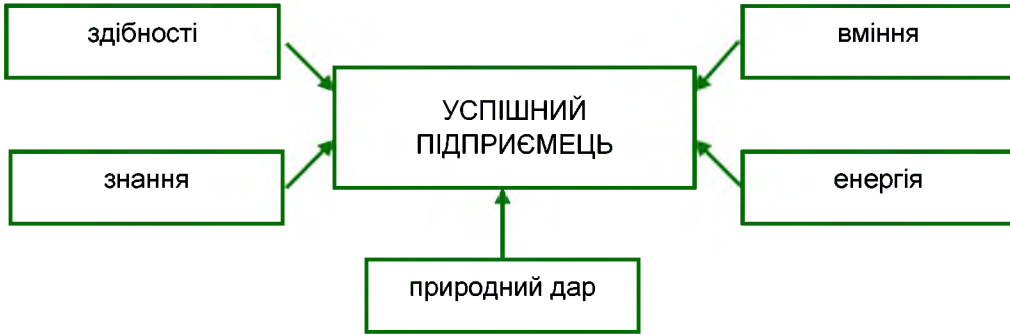 здібності
вміння
УСПІШНИЙ
ПІДПРИЄМЕЦЬ
знання
енергія
природний дар